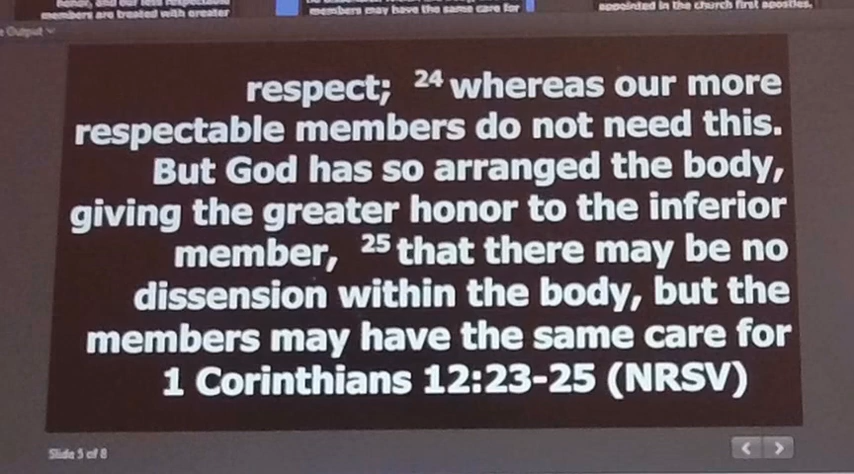 members are treated with greater
members may have the same care for
appointed in the church first apostles,
Output
respect; 24 whereas our more
respectable members do not need this.
But God has so arranged the body,
giving the greater honor to the inferior
member, 25 that there may be no
dissension within the body, but the
members may have the same care for
1 Corinthians 12:23-25 (NRSV)
Slide 5 of 8